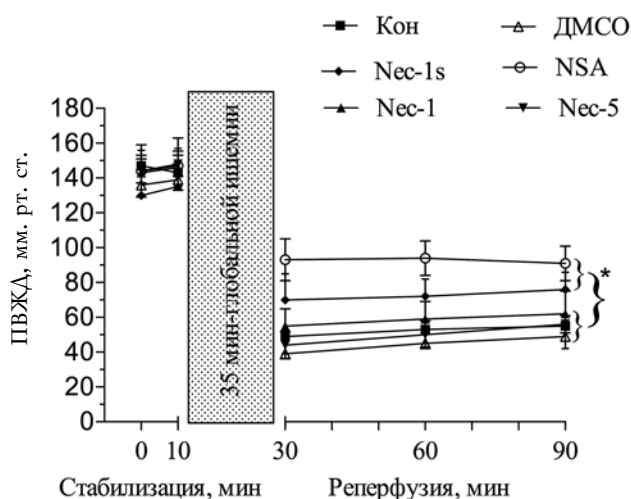 Кон
ДМСО
Nec-1s
NSA
Nec-1
Nec-5
ПВЖД, мм. рт. ст.
180
160
140
120
100
80
60
40
20
0
35 мин-глобальной ишемии
*
0 10 30 60 90
Стабилизация, мин Реперфузия, мин